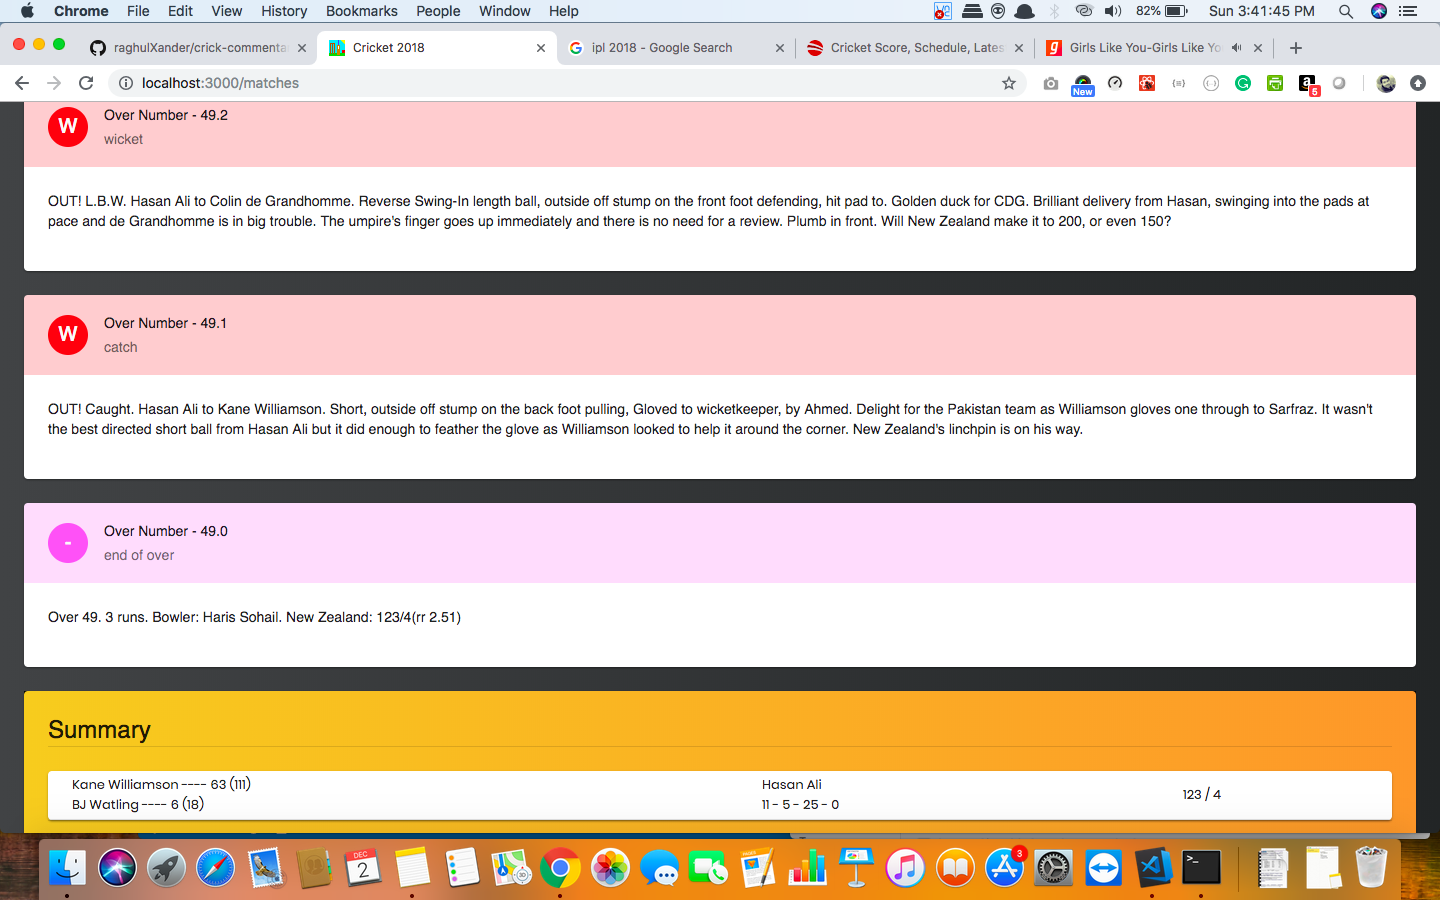 Chrome File Edit View History Bookmarks People Window Help 82% Sun 3:41:45 PM
raghulXander/crick-commenta Cricket 2018 ipl 2018 - Google Search Cricket Score, Schedule, Lates Girls Like You-Girls Like Yo
localhost:3000/matches
New
5
W
Over Number - 49.2
wicket
OUT! L.B.W. Hasan Ali to Colin de Grandhomme. Reverse Swing-In length ball, outside off stump on the front foot defending, hit pad to. Golden duck for CDG. Brilliant delivery from Hasan, swinging into the pads at
pace and de Grandhomme is in big trouble. The umpire's finger goes up immediately and there is no need for a review. Plumb in front. Will New Zealand make it to 200, or even 150?
W
Over Number - 49.1
catch
OUT! Caught. Hasan Ali to Kane Williamson. Short, outside off stump on the back foot pulling, Gloved to wicketkeeper, by Ahmed. Delight for the Pakistan team as Williamson gloves one through to Sarfraz. It wasn't
the best directed short ball from Hasan Ali but it did enough to feather the glove as Williamson looked to help it around the corner. New Zealand's linchpin is on his way.
-
Over Number - 49.0
end of over
Over 49. 3 runs. Bowler: Haris Sohail. New Zealand: 123/4(rr 2.51)
Summary
Kane Williamson ---- 63 (111)
BJ Watling ---- 6 (18)
Hasan Ali
11 - 5 - 25 - 0
123 / 4
DEC
2
3